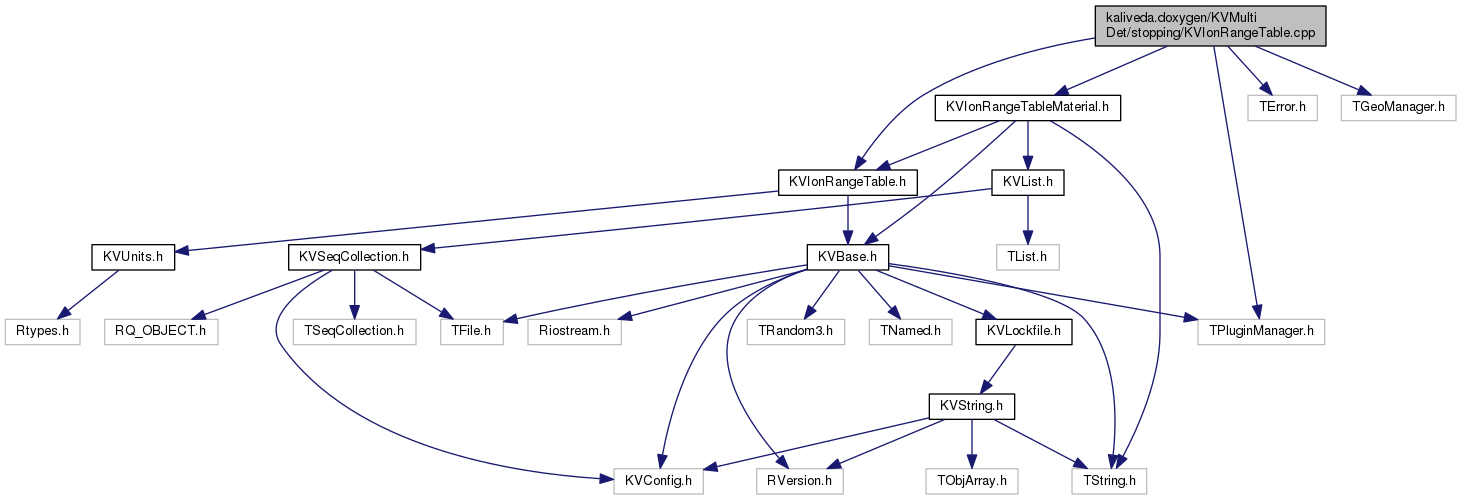 kaliveda.doxygen/KVMulti
Det/stopping/KVIonRangeTable.cpp
KVIonRangeTableMaterial.h
TError.h
TGeoManager.h
KVIonRangeTable.h
KVList.h
KVUnits.h
KVSeqCollection.h
KVBase.h
TList.h
Rtypes.h
RQ_OBJECT.h
TSeqCollection.h
TFile.h
Riostream.h
TRandom3.h
TNamed.h
KVLockfile.h
TPluginManager.h
KVString.h
KVConfig.h
RVersion.h
TObjArray.h
TString.h